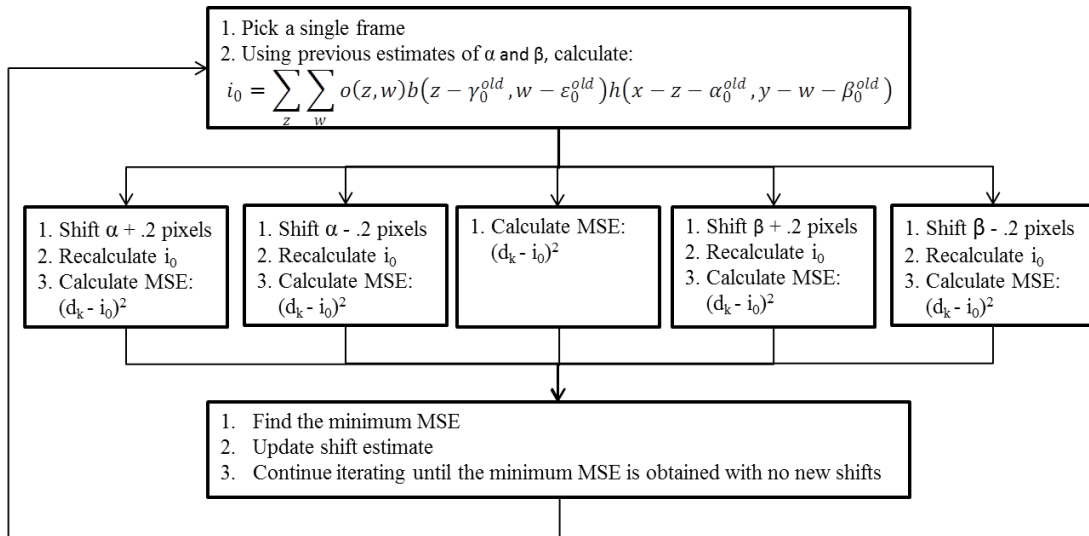 1. Pick a single frame
2. Using previous estimates of α and β, calculate:
i₀ = ∑_z ∑_w o(z, w)b(z − γ₀^old, w − ε₀^old)h(x − z − α₀^old, y − w − β₀^old)
1. Shift α + .2 pixels
2. Recalculate i₀
3. Calculate MSE:
(dₖ - i₀)²
1. Shift α - .2 pixels
2. Recalculate i₀
3. Calculate MSE:
(dₖ - i₀)²
1. Calculate MSE:
(dₖ - i₀)²
1. Shift β + .2 pixels
2. Recalculate i₀
3. Calculate MSE:
(dₖ - i₀)²
1. Shift β - .2 pixels
2. Recalculate i₀
3. Calculate MSE:
(dₖ - i₀)²
1. Find the minimum MSE
2. Update shift estimate
3. Continue iterating until the minimum MSE is obtained with no new shifts